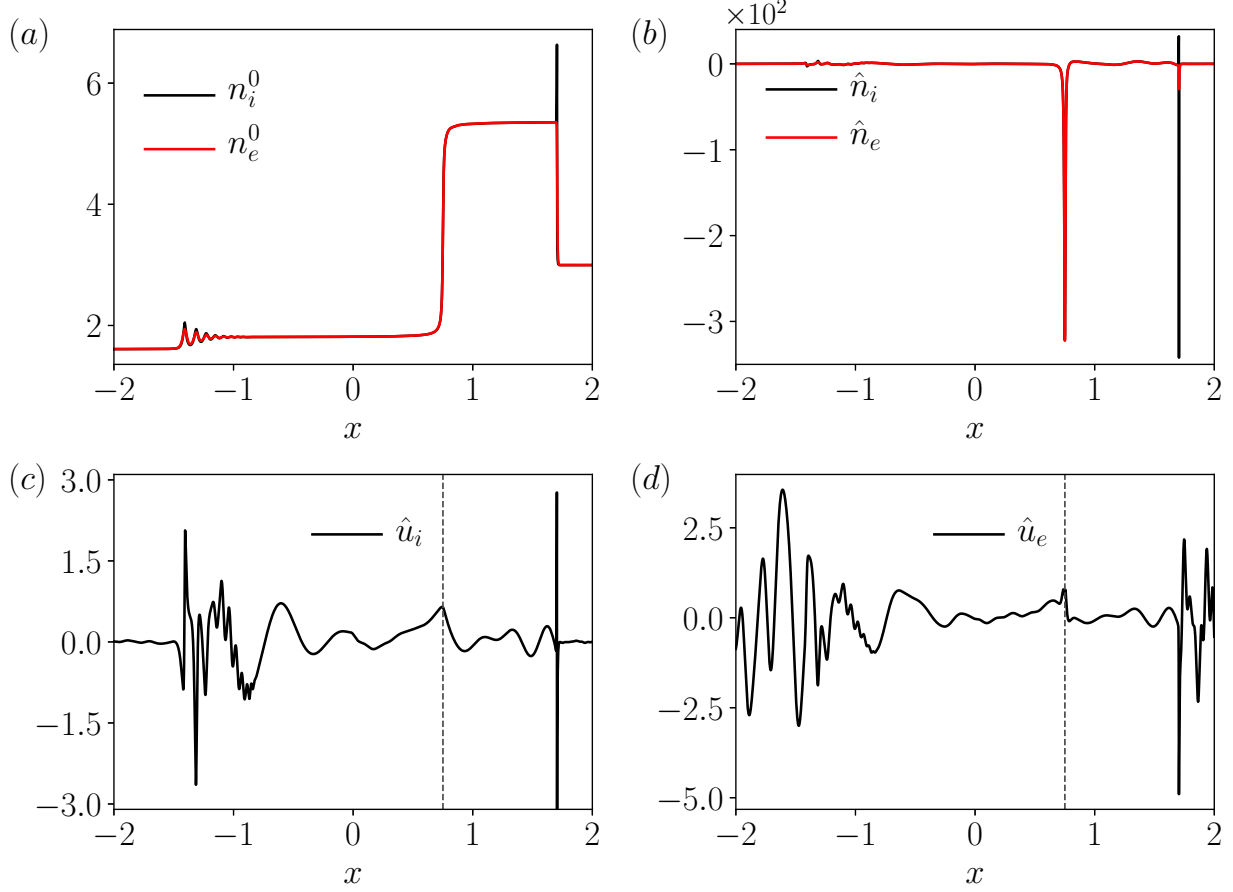 (a)
6
4
2
n_i^0
n_e^0
−2 −1 0 1 2
x
(b)
×10^2
0
−1
−2
−3
n̂_i
n̂_e
−2 −1 0 1 2
x
(c)
3.0
1.5
0.0
−1.5
−3.0
û_i
−2 −1 0 1 2
x
(d)
2.5
0.0
−2.5
−5.0
û_e
−2 −1 0 1 2
x